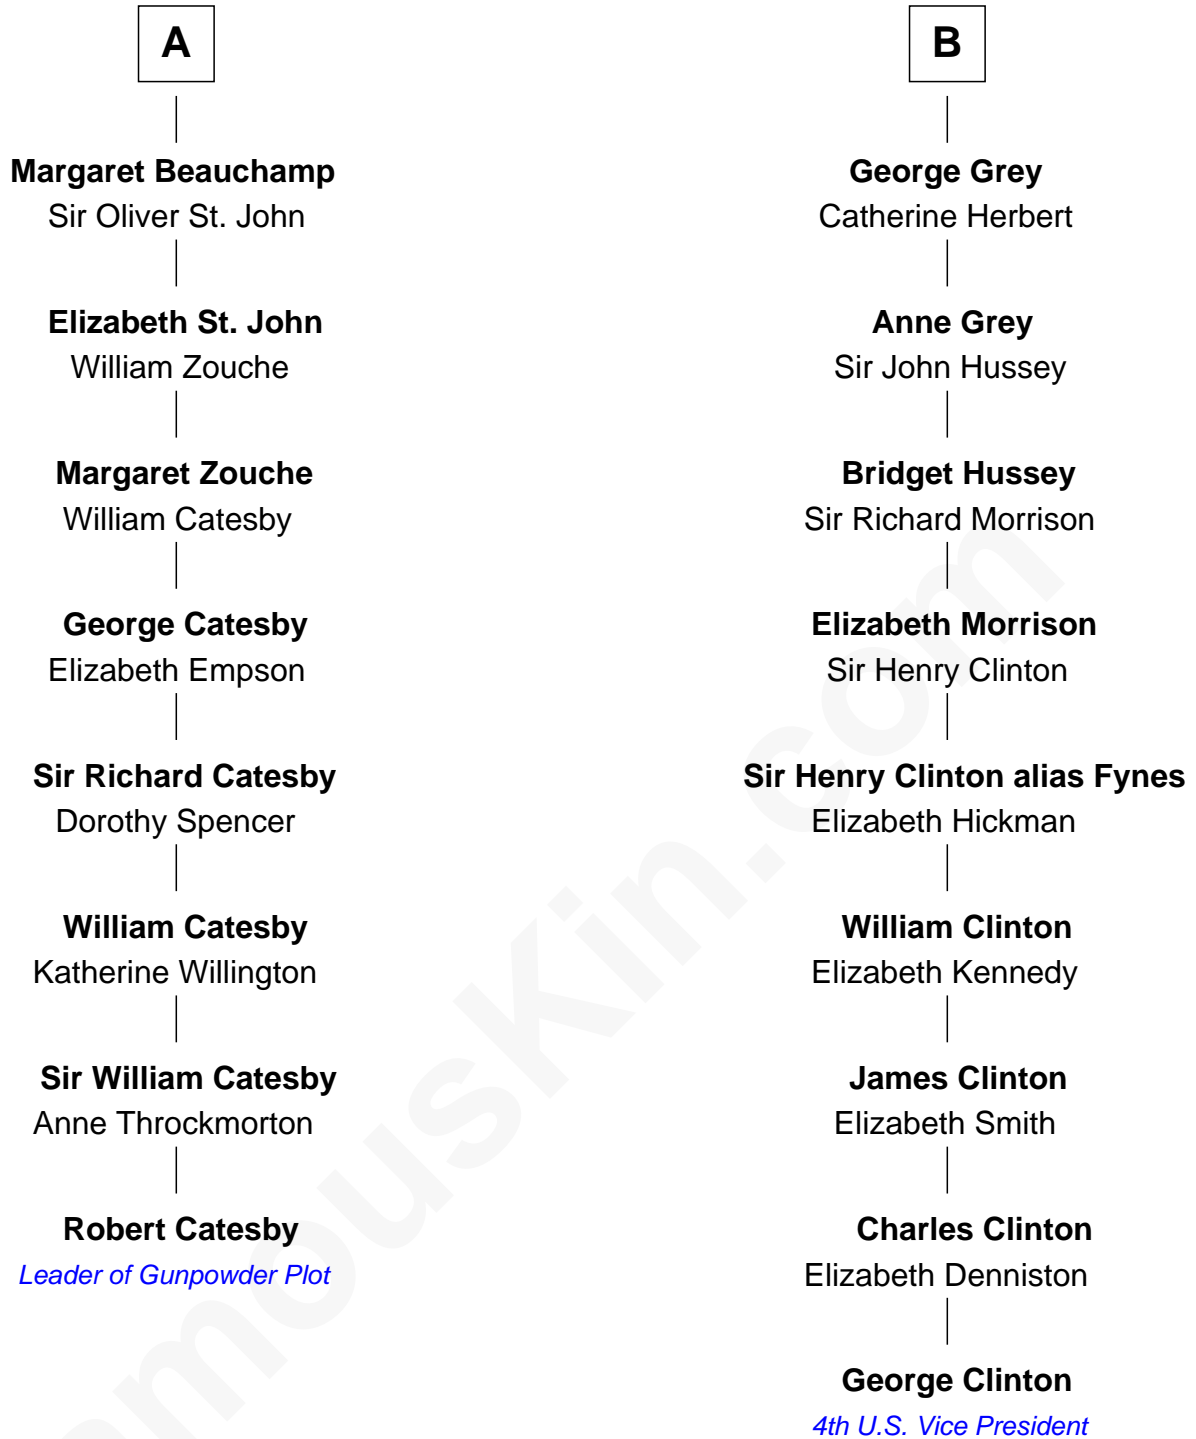 A
Margaret Beauchamp
Sir Oliver St. John
Elizabeth St. John
William Zouche
Margaret Zouche
William Catesby
George Catesby
Elizabeth Empson
Sir Richard Catesby
Dorothy Spencer
William Catesby
Katherine Willington
Sir William Catesby
Anne Throckmorton
Robert Catesby
Leader of Gunpowder Plot
B
George Grey
Catherine Herbert
Anne Grey
Sir John Hussey
Bridget Hussey
Sir Richard Morrison
Elizabeth Morrison
Sir Henry Clinton
Sir Henry Clinton alias Fynes
Elizabeth Hickman
William Clinton
Elizabeth Kennedy
James Clinton
Elizabeth Smith
Charles Clinton
Elizabeth Denniston
George Clinton
4th U.S. Vice President
amousKin.com